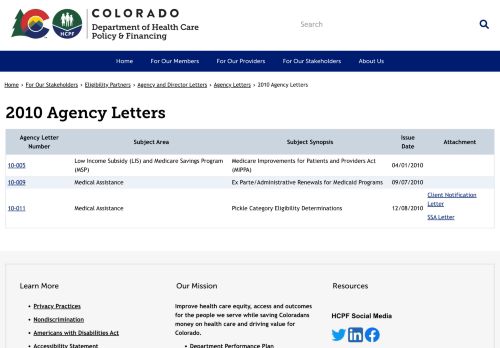 COLORADO
Department of Health Care
Policy & Financing
HCPF
Search
Home For Our Members For Our Providers For Our Stakeholders About Us
Home › For Our Stakeholders › Eligibility Partners › Agency and Director Letters › Agency Letters › 2010 Agency Letters
2010 Agency Letters
Agency Letter Number Subject Area Subject Synopsis Issue Date Attachment
10-005 Low Income Subsidy (LIS) and Medicare Savings Program (MSP) Medicare Improvements for Patients and Providers Act (MIPPA) 04/01/2010
10-009 Medical Assistance Ex Parte/Administrative Renewals for Medicaid Programs 09/07/2010
10-011 Medical Assistance Pickle Category Eligibility Determinations 12/08/2010 Client Notification Letter
SSA Letter
Learn More
Privacy Practices
Nondiscrimination
Americans with Disabilities Act
Accessibility Statement
Our Mission
Improve health care equity, access and outcomes
for the people we serve while saving Coloradans
money on health care and driving value for
Colorado.
Department Performance Plan
Resources
HCPF Social Media